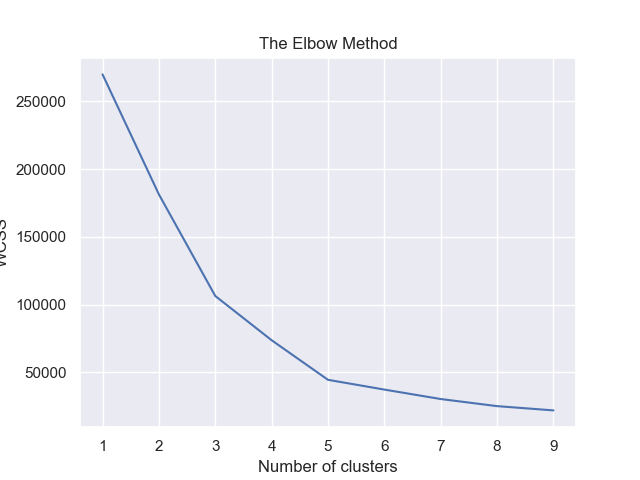 The Elbow Method
250000
200000
150000
100000
50000
WCSS
1 2 3 4 5 6 7 8 9
Number of clusters